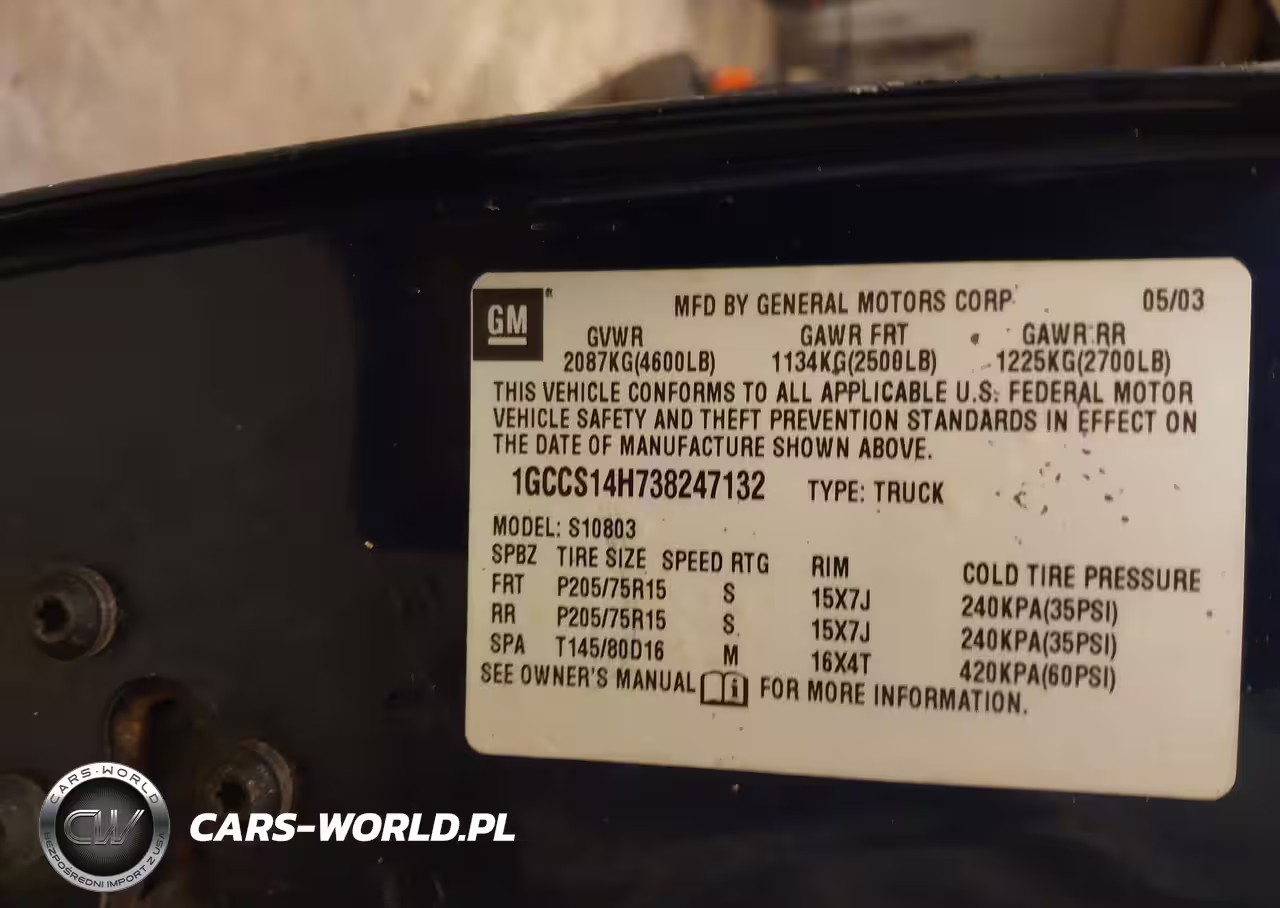 GM
MFD BY GENERAL MOTORS CORP 05/03
GVWR GAWR FRT GAWR RR
2087KG(4600LB) 1134KG(2500LB) 1225KG(2700LB)
THIS VEHICLE CONFORMS TO ALL APPLICABLE U.S. FEDERAL MOTOR
VEHICLE SAFETY AND THEFT PREVENTION STANDARDS IN EFFECT ON
THE DATE OF MANUFACTURE SHOWN ABOVE.
1GCCS14H738247132 TYPE: TRUCK
MODEL: S10803
SPBZ TIRE SIZE SPEED RTG RIM COLD TIRE PRESSURE
FRT P205/75R15 S 15X7J 240KPA(35PSI)
RR P205/75R15 S 15X7J 240KPA(35PSI)
SPA T145/80D16 M 16X4T 420KPA(60PSI)
SEE OWNER'S MANUAL i FOR MORE INFORMATION.
CARS-WORLD
CW
BEZPOŚREDNI IMPORT Z USA
CARS-WORLD.PL